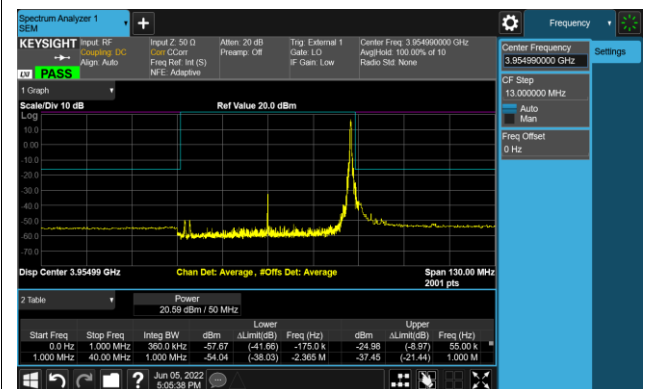 Spectrum Analyzer 1
SEM
+
Frequency
KEYSIGHT
Input: RF
Coupling: DC
Align: Auto
Input Z: 50 Ω
Corr CCorr
Freq Ref: Int (S)
NFE: Adaptive
Atten: 20 dB
Preamp: Off
Trig: External 1
Gate: LO
IF Gain: Low
Center Freq: 3.954990000 GHz
Avg|Hold: 100.00% of 10
Radio Std: None
LXI PASS
Center Frequency
3.954990000 GHz
Settings
CF Step
13.000000 MHz
Auto
Man
Freq Offset
0 Hz
1 Graph
Scale/Div 10 dB
Ref Value 20.0 dBm
Log
10.0
0.00
-10.0
-20.0
-30.0
-40.0
-50.0
-60.0
-70.0
Disp Center 3.95499 GHz
Chan Det: Average , #Offs Det: Average
Span 130.00 MHz
2001 pts
2 Table
Power
20.59 dBm / 50 MHz
Lower Upper
Start Freq Stop Freq Integ BW dBm ΔLimit(dB) Freq (Hz) dBm ΔLimit(dB) Freq (Hz)
0.0 Hz 1.000 MHz 360.0 kHz -57.67 (-41.66) -175.0 k -24.98 (-8.97) 55.00 k
1.000 MHz 40.00 MHz 1.000 MHz -54.04 (-38.03) -2.365 M -37.45 (-21.44) 1.000 M
?
Jun 05, 2022
5:05:38 PM